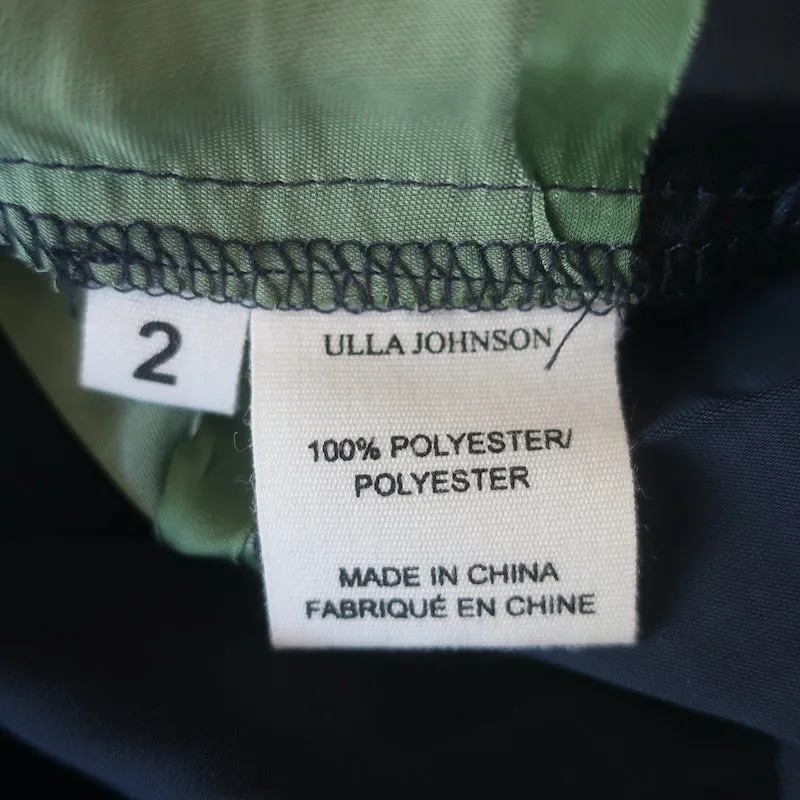 2
ULLA JOHNSON
100% POLYESTER/
POLYESTER
MADE IN CHINA
FABRIQUÉ EN CHINE